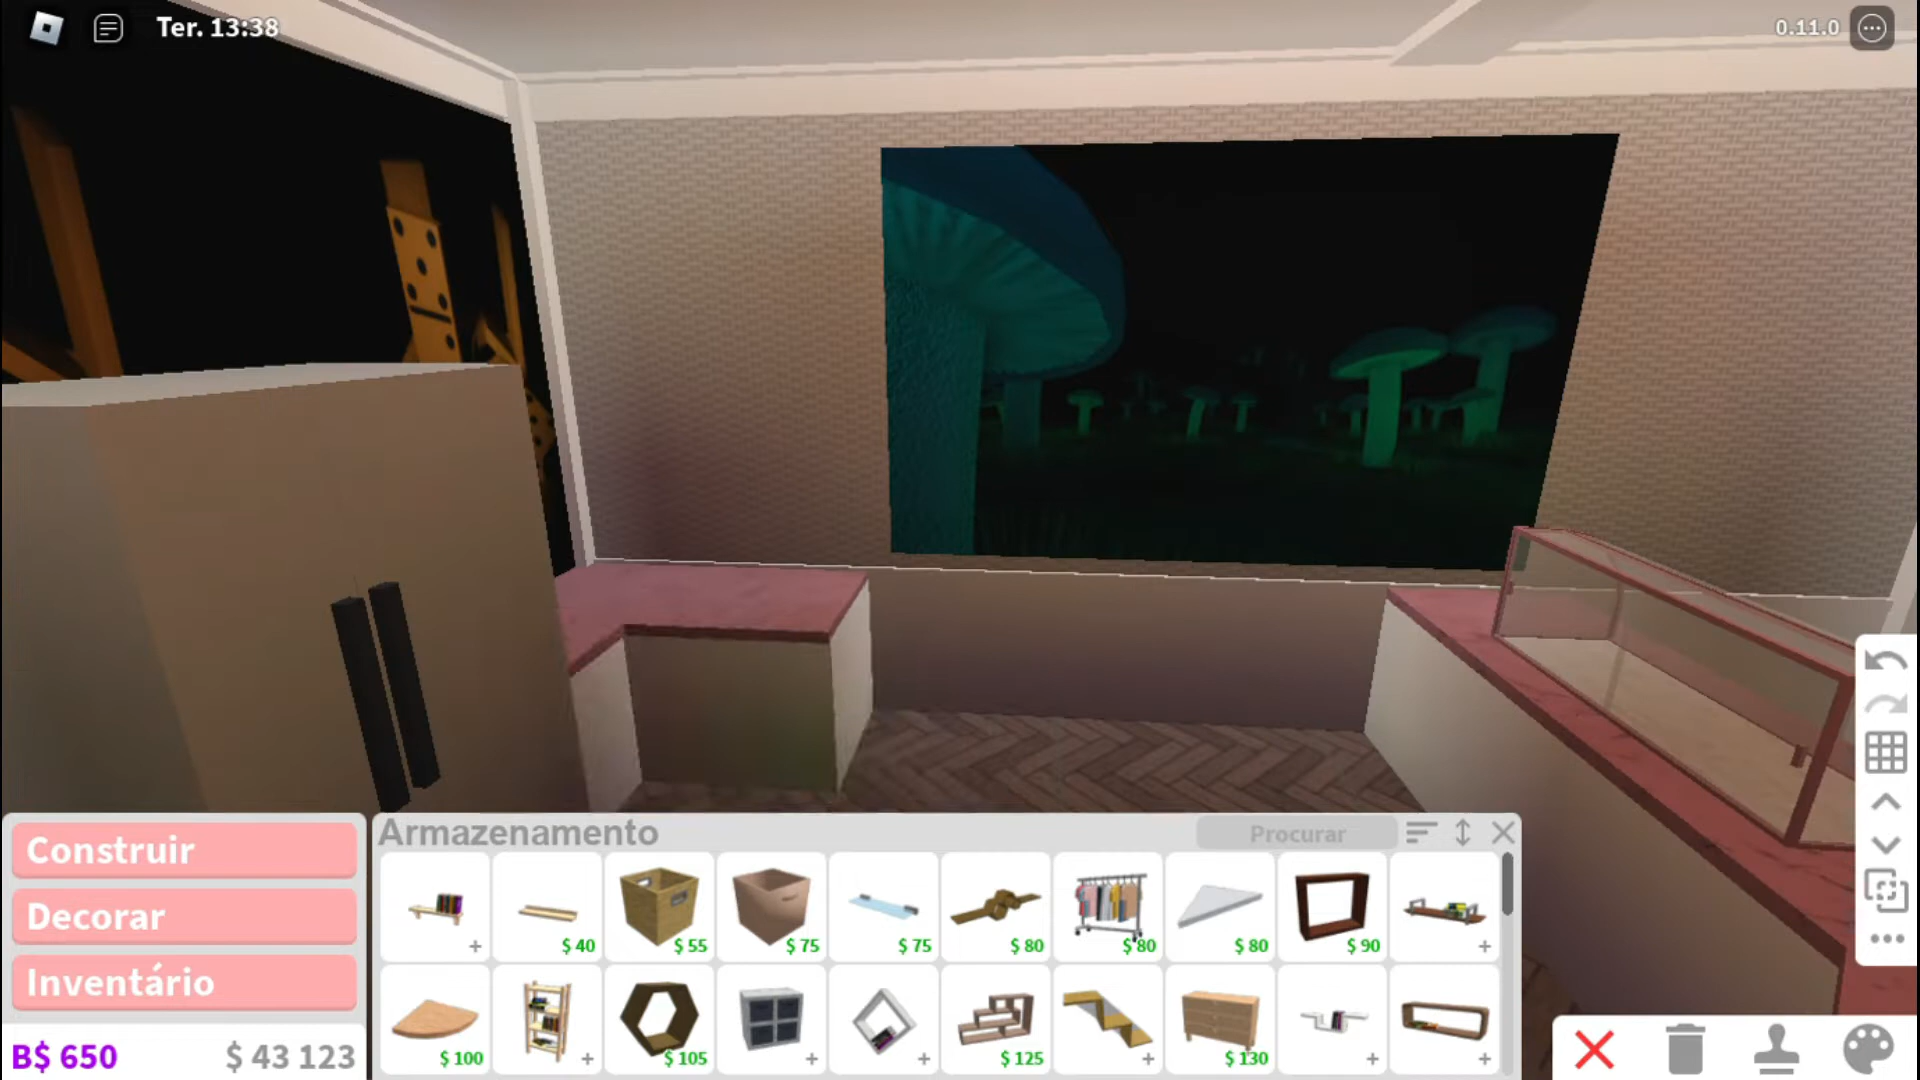 Ter. 13:38
0.11.0
Construir
Decorar
Inventário
B$ 650
$ 43 123
Armazenamento
Procurar
+
$ 40
$ 55
$ 75
$ 75
$ 80
$ 80
$ 80
$ 90
+
$ 100
+
$ 105
+
+
$ 125
+
$ 130
+
+